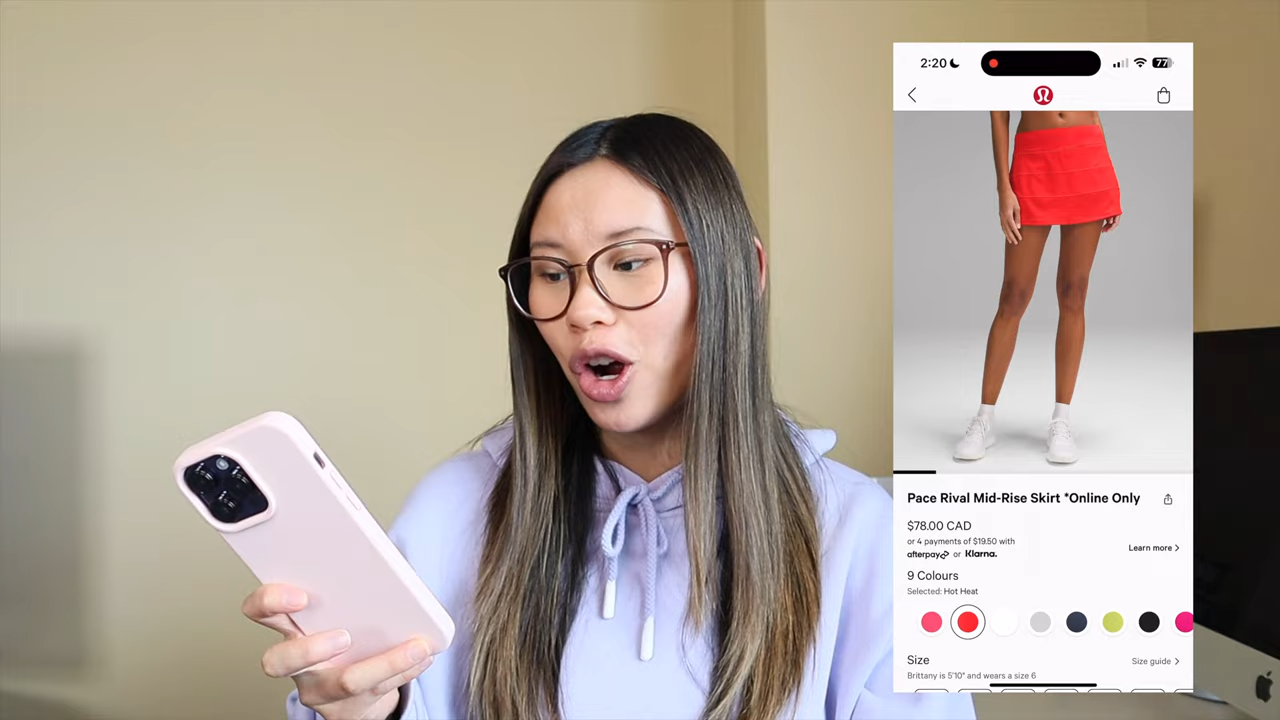 2:20
77
Pace Rival Mid-Rise Skirt *Online Only
$78.00 CAD
or 4 payments of $19.50 with
afterpay or Klarna.
Learn more >
9 Colours
Selected: Hot Heat
Size
Size guide >
Brittany is 5'10" and wears a size 6